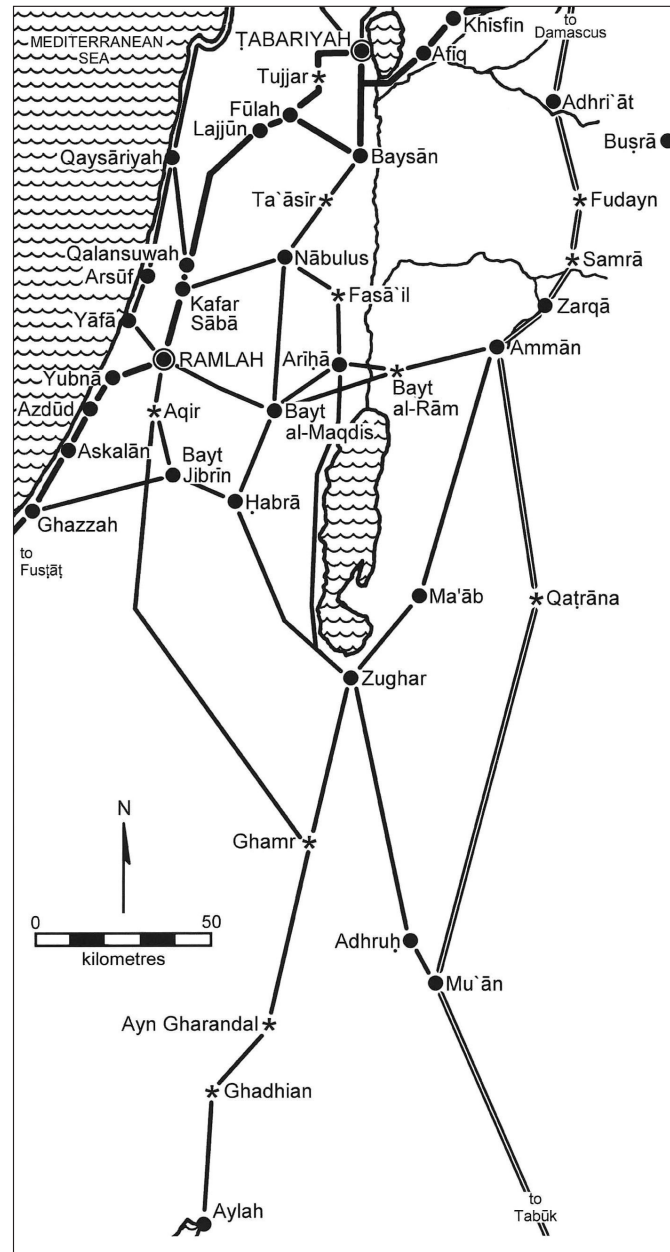 MEDITERRANEAN
SEA
ṬABARIYAH
Khisfin
to
Damascus
Tujjar
Afiq
Adhri`āt
Fūlah
Lajjūn
Buṣrā
Qaysāriyah
Baysān
Ta`āsir
Fudayn
Qalansuwah
Nābulus
Samrā
Arsūf
Kafar
Sābā
Fasā`il
Zarqā
Yāfā
RAMLAH
Arīḥā
Ammān
Yubnā
Bayt
al-Rām
Azdūd
Aqir
Bayt
al-Maqdis
Askalān
Bayt
Jibrīn
Ḥabrā
Ghazzah
to
Fusṭāṭ
Ma'āb
Qaṭrāna
Zughar
N
Ghamr
0
50
kilometres
Adhruḥ
Mu`ān
Ayn Gharandal
Ghadhian
to
Tabūk
Aylah